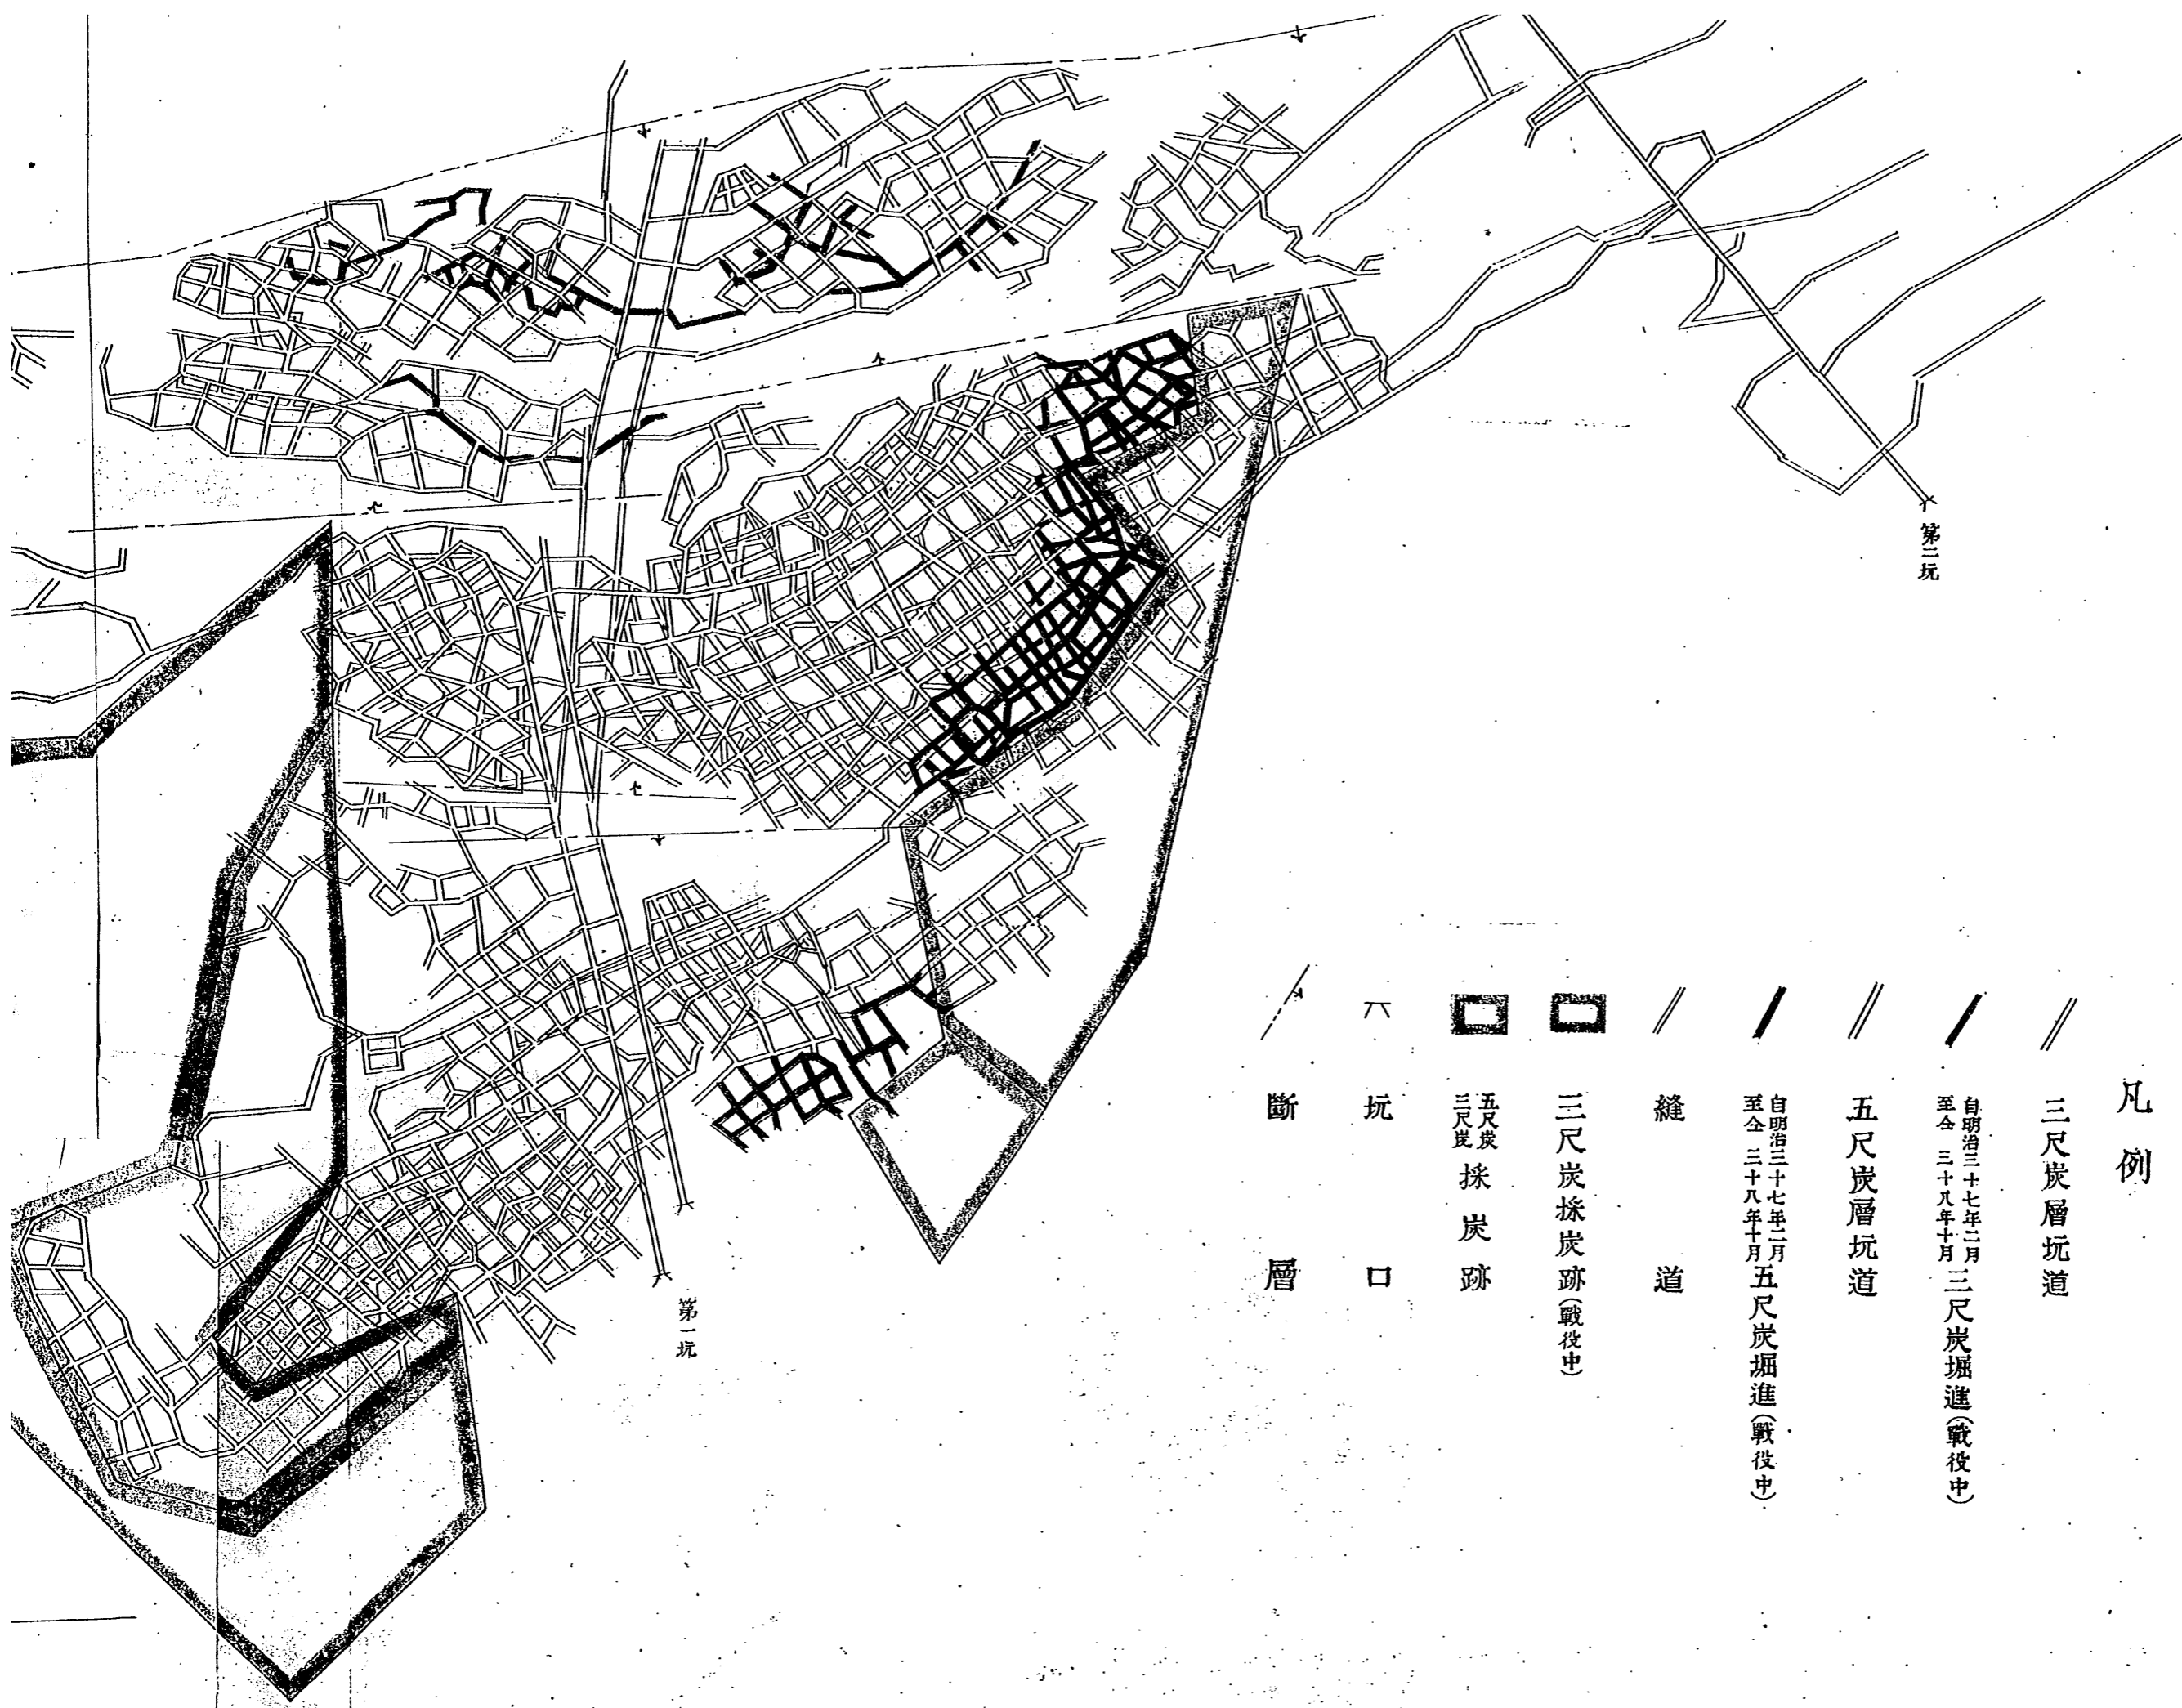 凡例
三尺炭層坑道
自明治三十七年二月
至仝 三十八年十月
三尺炭堀進(戰役中)
五尺炭層坑道
自明治三十七年二月
至仝 三十八年十月
五尺炭堀進(戰役中)
縫道
三尺炭採炭跡(戰役中)
五尺炭
三尺炭
採炭跡
坑口
斷層
第二坑
第一坑